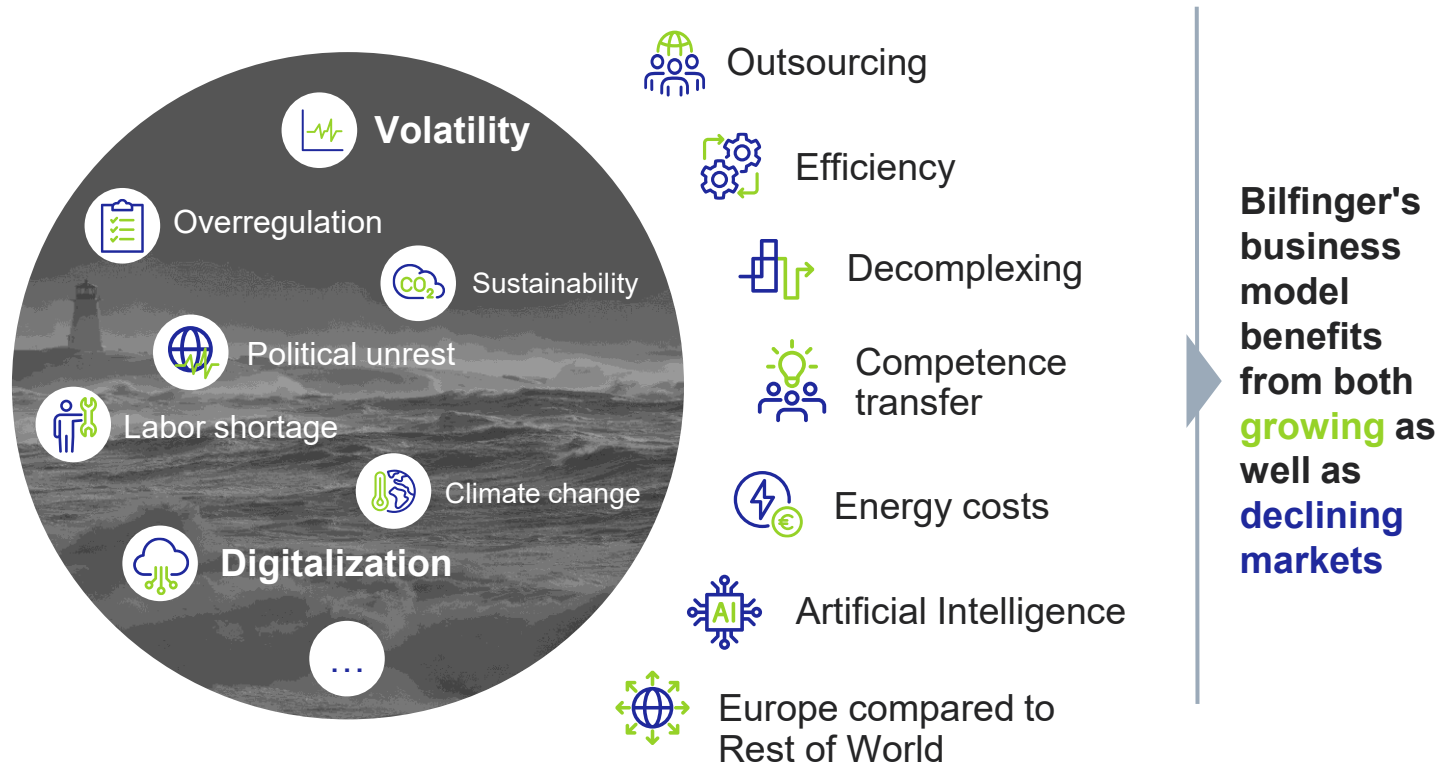 Volatility
Overregulation
CO₂
Sustainability
Political unrest
Labor shortage
Climate change
Digitalization
...
Outsourcing
Efficiency
Decomplexing
Competence
transfer
€
Energy costs
AI
Artificial Intelligence
Europe compared to
Rest of World
Bilfinger's
business
model
benefits
from both
growing as
well as
declining
markets